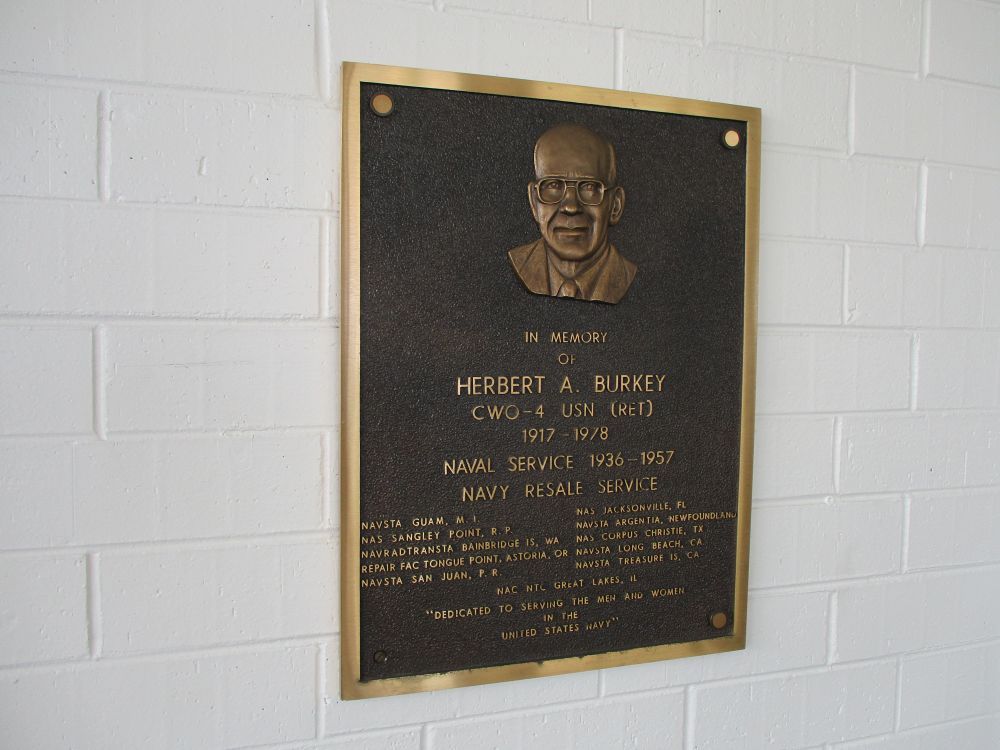 IN MEMORY
OF
HERBERT A. BURKEY
CWO-4 USN (RET)
1917-1978
NAVAL SERVICE 1936-1957
NAVY RESALE SERVICE
NAVSTA GUAM, M. I.
NAS SANGLEY POINT, R. P.
NAVRADTRANSTA BAINBRIDGE IS, WA
REPAIR FAC TONGUE POINT, ASTORIA, OR
NAVSTA SAN JUAN, P. R.
NAS JACKSONVILLE, FL
NAVSTA ARGENTIA, NEWFOUNDLAND
NAS CORPUS CHRISTIE, TX
NAVSTA LONG BEACH, CA.
NAVSTA TREASURE IS, CA.
NAC NTC GREAT LAKES, IL
"DEDICATED TO SERVING THE MEN AND WOMEN
IN THE
UNITED STATES NAVY"